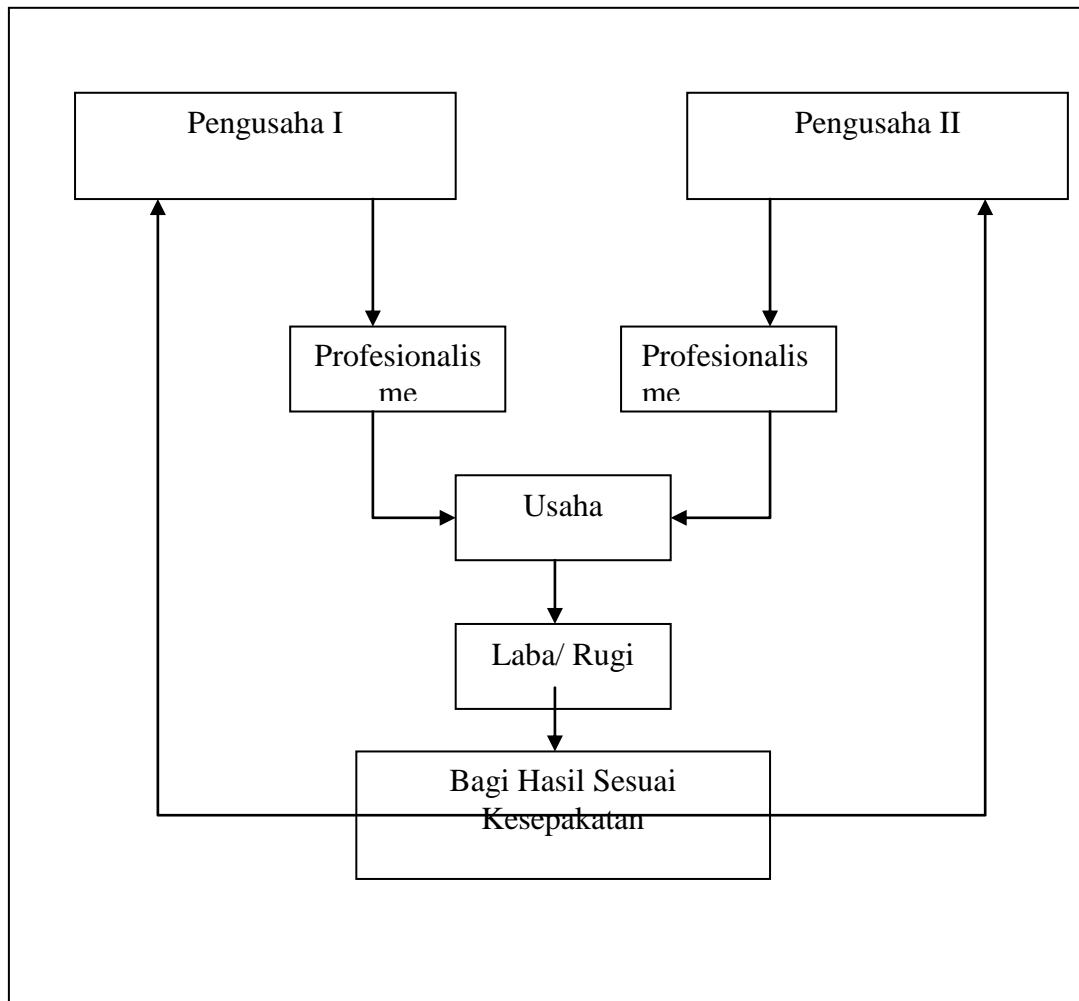 Pengusaha I
Pengusaha II
Profesionalis
me
Profesionalis
me
Usaha
Laba/ Rugi
Bagi Hasil Sesuai
Kesepakatan